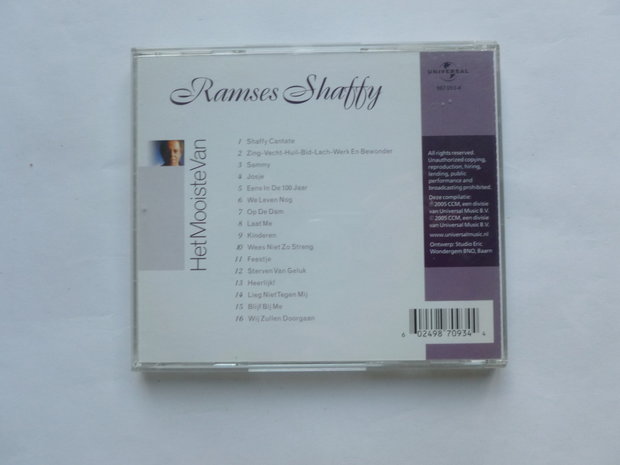 Ramses Shaffy
Het Mooiste Van
1 Shaffy Cantate
2 Zing-Vecht-Huil-Bid-Lach-Werk En Bewonder
3 Sammy
4 Josje
5 Eens In De 100 Jaar
6 We Leven Nog
7 Op De Dam
8 Laat Me
9 Kinderen
10 Wees Niet Zo Streng
11 Feestje
12 Sterven Van Geluk
13 Heerlijk!
14 Lieg Niet Tegen Mij
15 Blijf Bij Me
16 Wij Zullen Doorgaan
UNIVERSAL
All rights reserved.
Unauthorized copying,
reproduction, hiring,
lending, public
performance and
broadcasting prohibited.
Deze compilatie:
℗ 2005 CCM, een divisie
van Universal Music B.V.
© 2005 CCM, een divisie
van Universal Music B.V.
www.universalmusic.nl
Ontwerp: Studio Eric
Wondergem BNO, Baarn
6 02498 70934 4